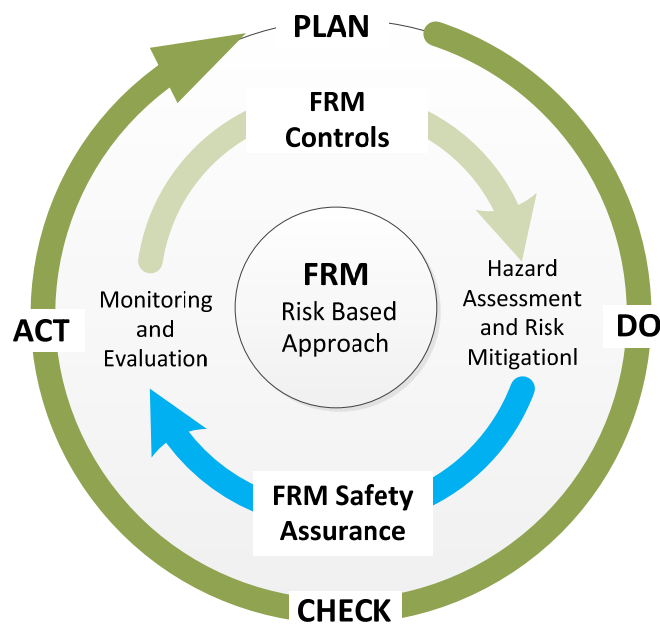 PLAN
FRM
Controls
FRM
Risk Based
Approach
Hazard
Assessment
and Risk
Mitigationl
DO
Monitoring
and
Evaluation
ACT
FRM Safety
Assurance
CHECK